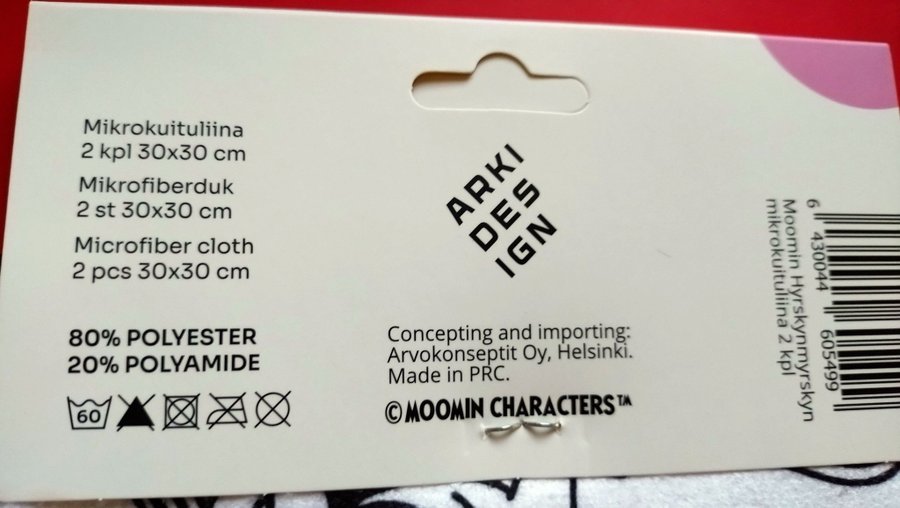 Mikrokuituliina
2 kpl 30x30 cm
Mikrofiberduk
2 st 30x30 cm
Microfiber cloth
2 pcs 30x30 cm
80% POLYESTER
20% POLYAMIDE
60
ARKI
DES
IGN
Concepting and importing:
Arvokonseptit Oy, Helsinki.
Made in PRC.
©MOOMIN CHARACTERS™
6 430044 605499
Moomin Hyrskynmyrskyn
mikrokuituliina 2 kpl